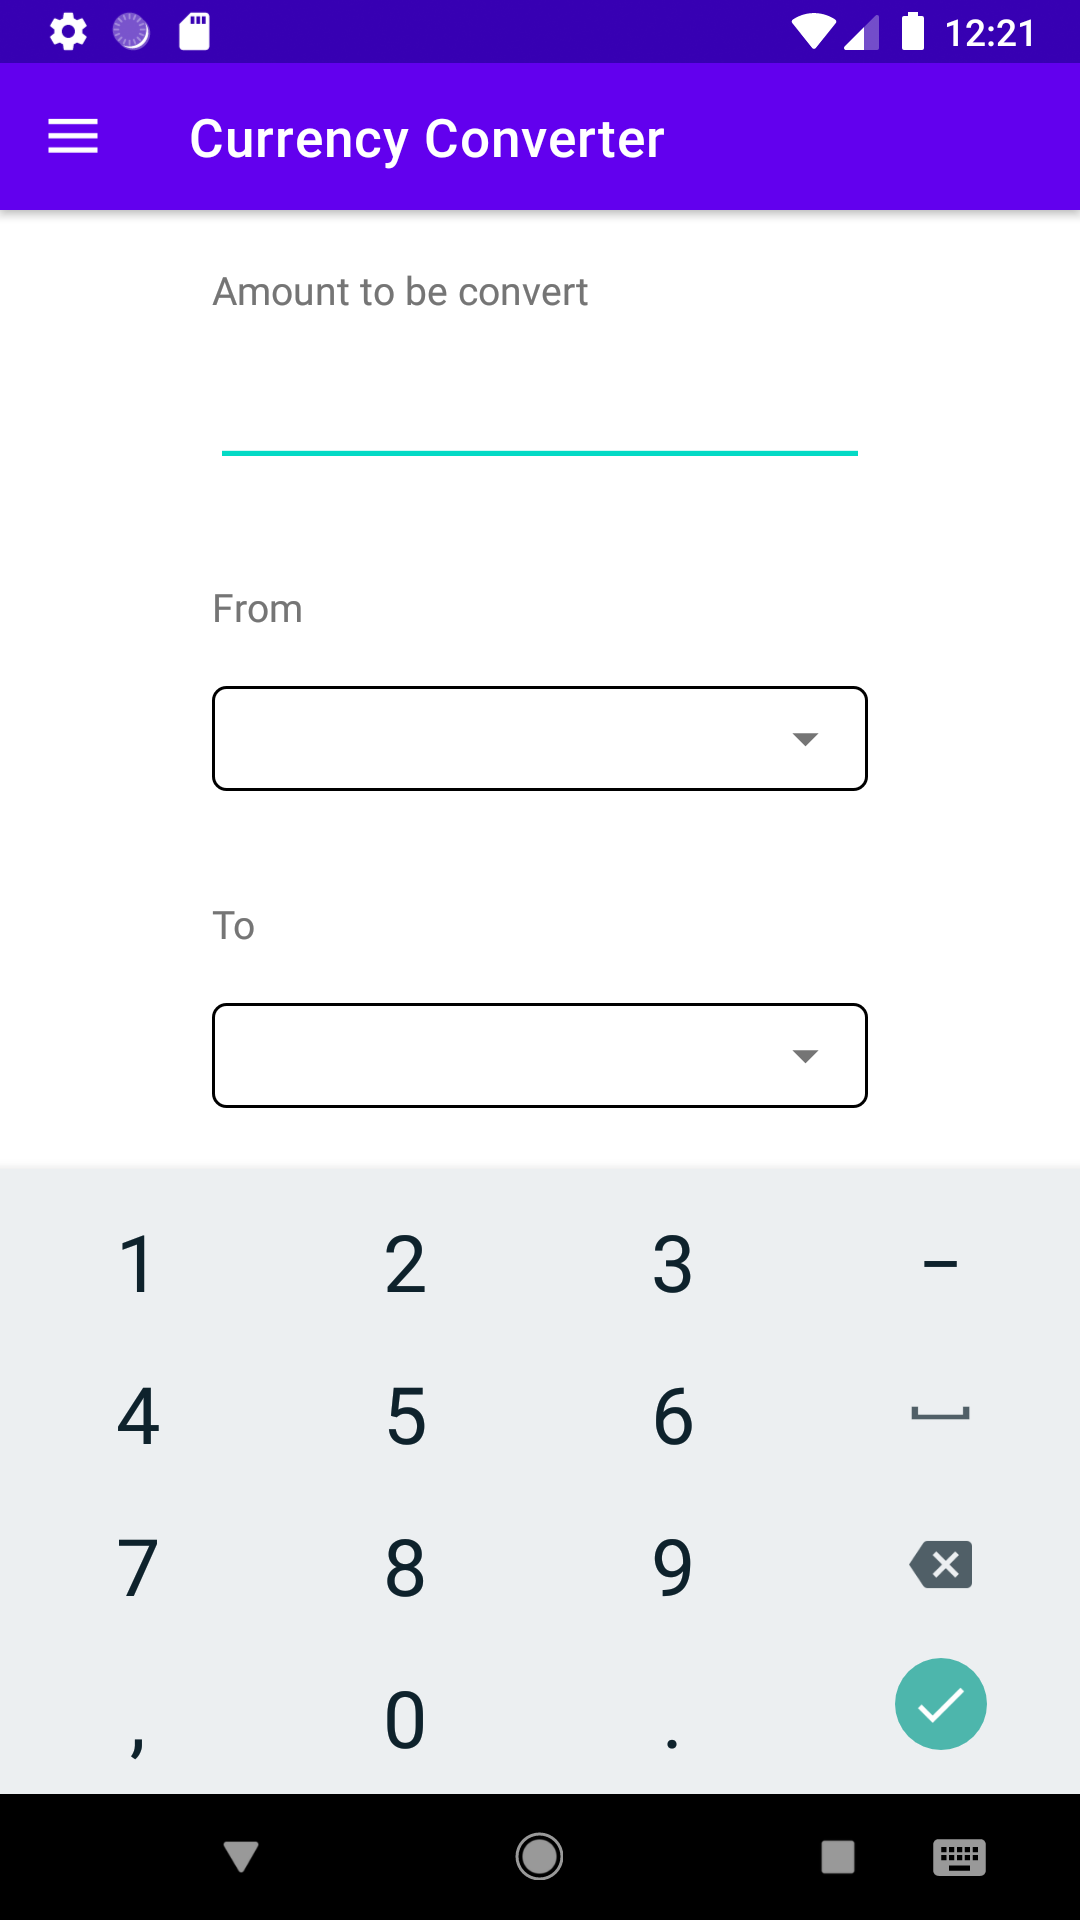 12:21
Currency Converter
Amount to be convert
From
To
1 2 3 –
4 5 6
7 8 9
, 0 .